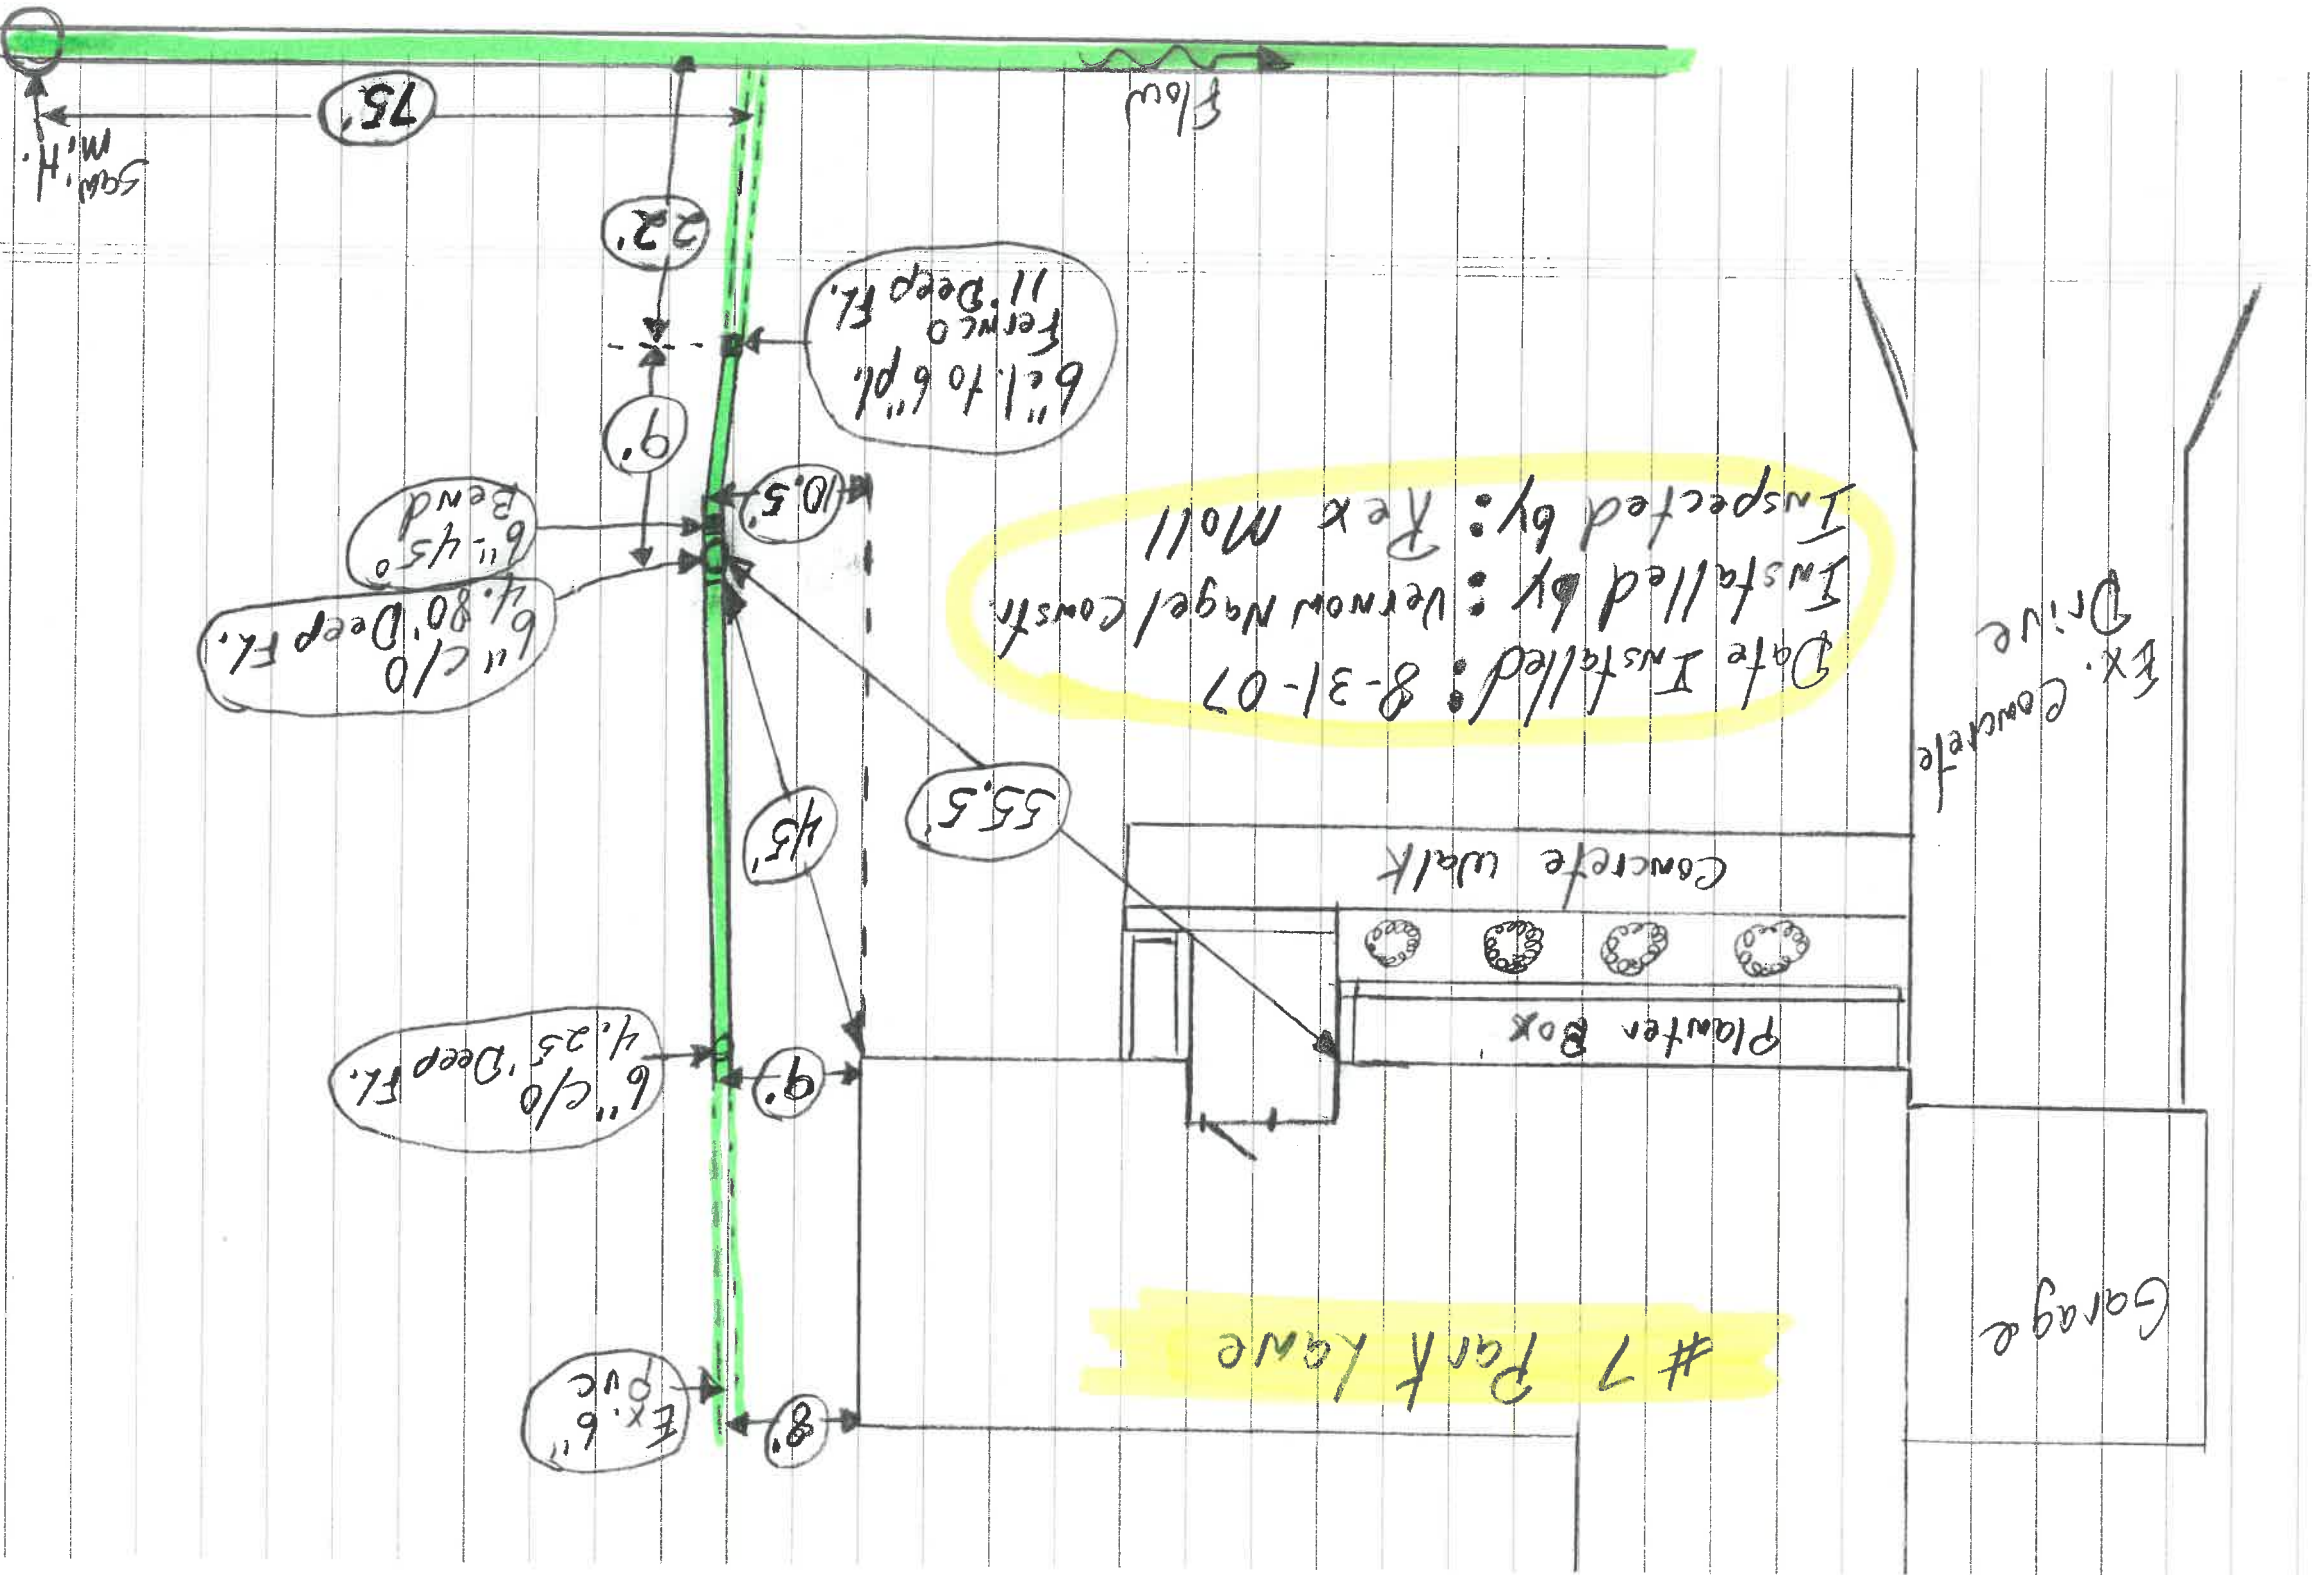 Garage
# 7 Park Lane
8'
Ex. 6"
pvc
Planter Box
9'
6" c/o
4.25' Deep FL.
Concrete Walk
45'
55.5'
Ex. Concrete
Drive
Date Installed: 8-31-07
Installed by: Vernon Nagel Constr
Inspected by: Rex Moll
6" c/o
4.80' Deep FL.
6"-45°
Bend
10.5'
9'
6" cl. to 6" pl.
Fernco
11' Deep FL.
22'
San.
M.H.
75'
Flow